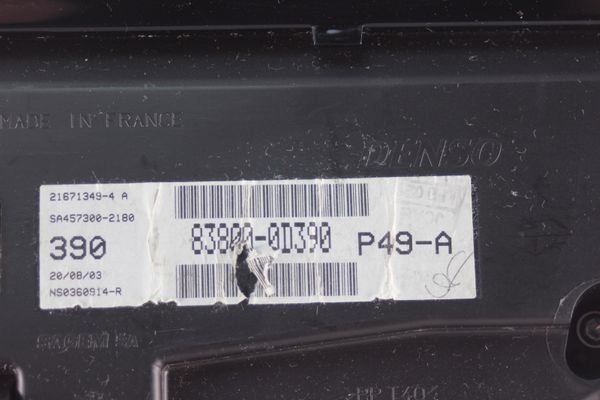 MADE IN FRANCE
DENSO
21671349-4 A
SA457300-2180
390
83800-0D390
P49-A
20/08/03
NS0360914-R
SAGEM SA